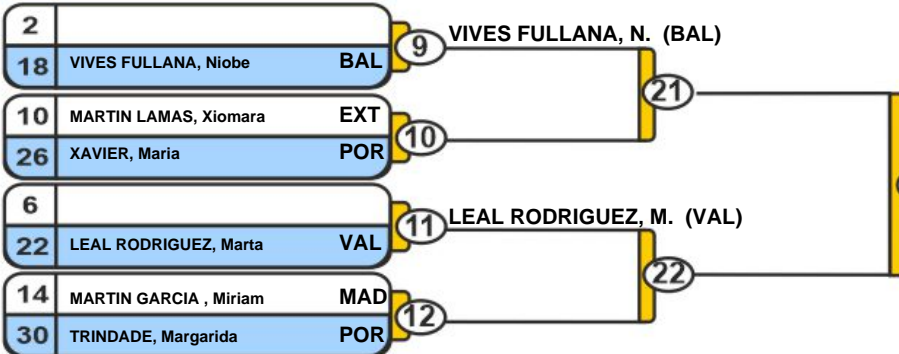 2
18 VIVES FULLANA, Niobe BAL
9
VIVES FULLANA, N. (BAL)
21
10 MARTIN LAMAS, Xiomara EXT
26 XAVIER, Maria POR
10
6
22 LEAL RODRIGUEZ, Marta VAL
11
LEAL RODRIGUEZ, M. (VAL)
22
14 MARTIN GARCIA , Miriam MAD
30 TRINDADE, Margarida POR
12